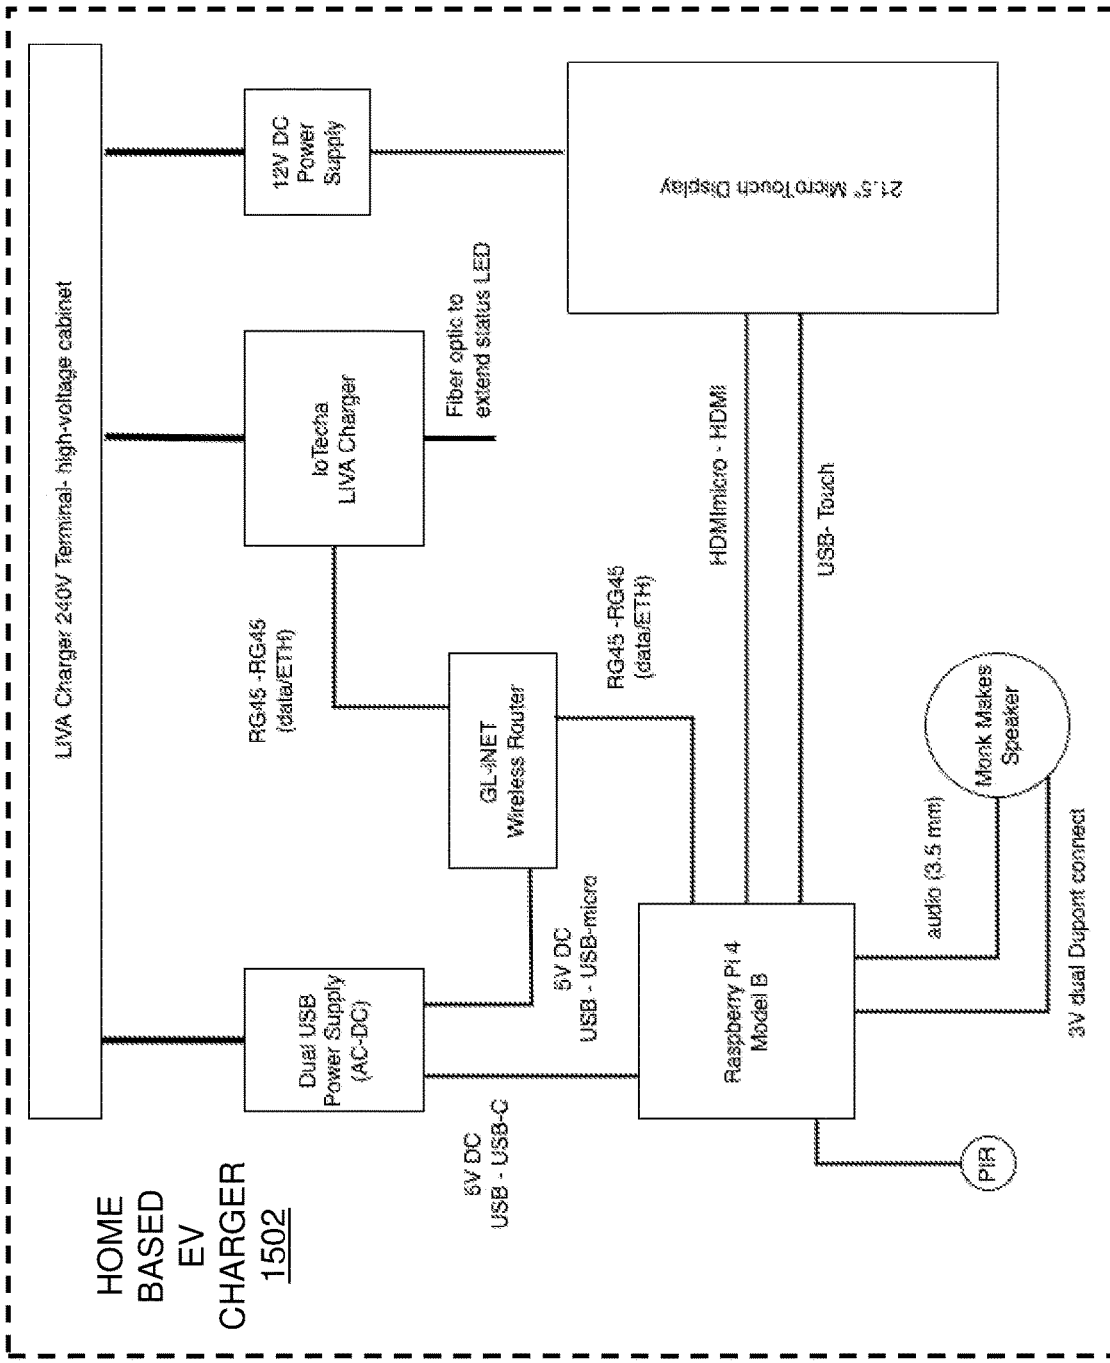 HOME
BASED
EV
CHARGER
1502
LIVA Charger 240V Terminal- high-voltage cabinet
Dual USB
Power Supply
(AC-DC)
IoTecha
LIVA Charger
12V DC
Power
Supply
RG45 -RG45
(data/ETH)
Fiber optic to
extend status LED
5V DC
USB - USB-C
GL-iNET
Wireless Router
5V DC
USB - USB-micro
RG45 -RG45
(data/ETH)
Raspberry Pi 4
Model B
HDMImicro - HDMI
USB- Touch
21.5" MicroTouch Display
audio (3.5 mm)
PIR
Monk Makes
Speaker
3V dual Dupont connect